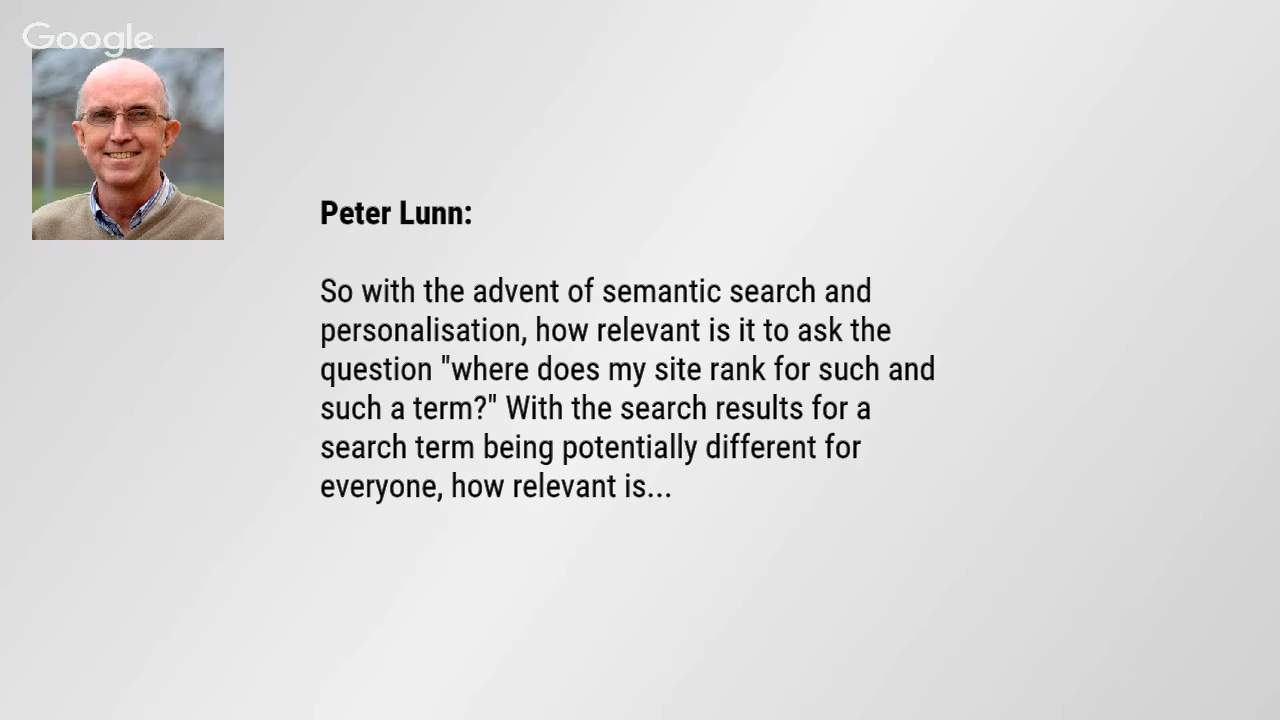 Google
Peter Lunn:
So with the advent of semantic search and
personalisation, how relevant is it to ask the
question "where does my site rank for such and
such a term?" With the search results for a
search term being potentially different for
everyone, how relevant is...